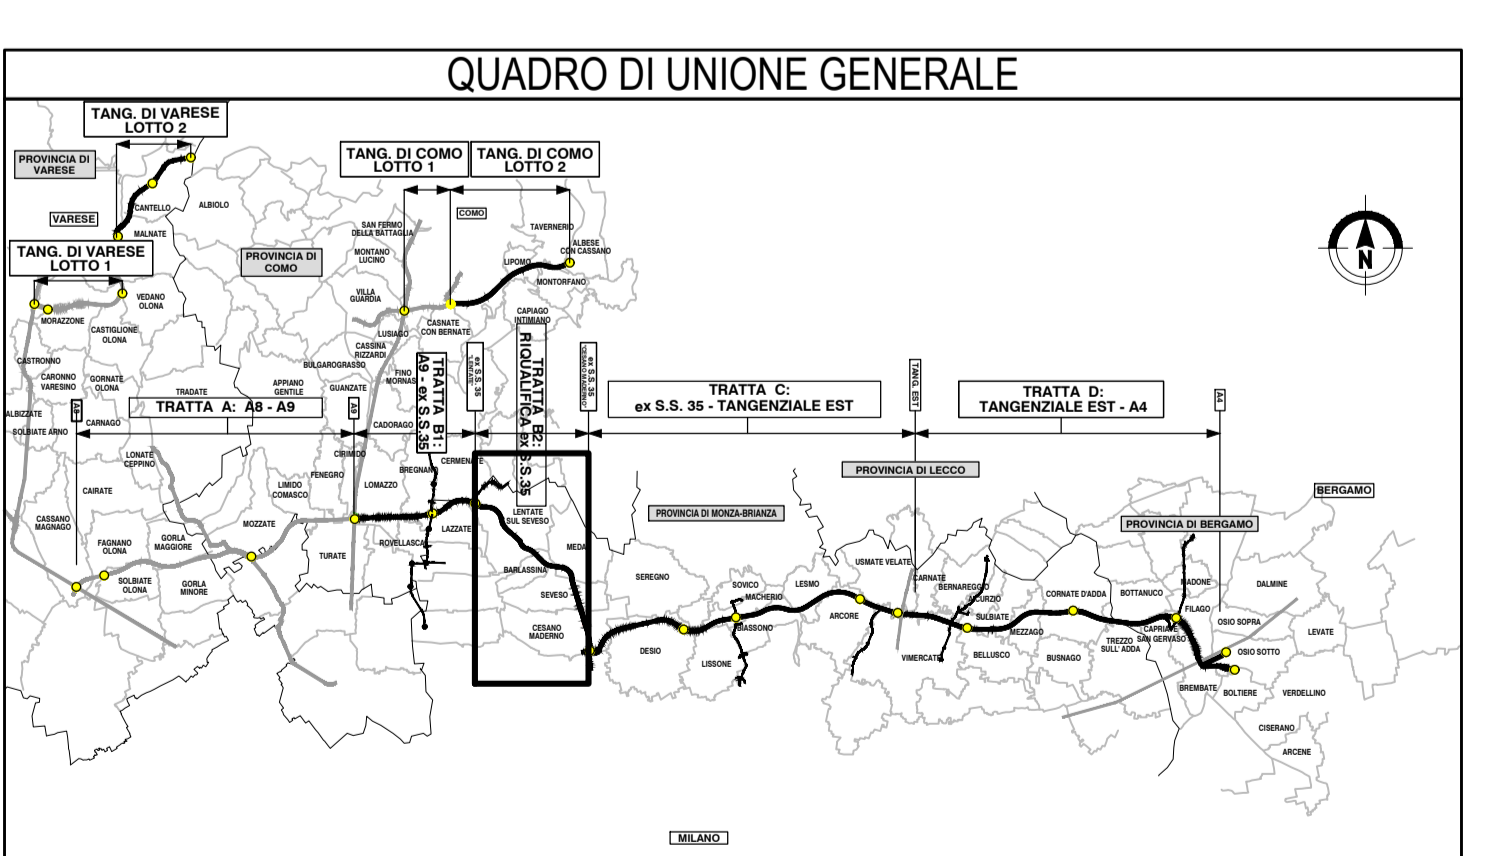 QUADRO DI UNIONE GENERALE
TANG. DI VARESE
LOTTO 2
PROVINCIA DI
VARESE
CANTELLO
ALBIOLO
VARESE
MALNATE
TANG. DI VARESE
LOTTO 1
VEDANO
OLONA
MORAZZONE
CASTIGLIONE
OLONA
TANG. DI COMO
LOTTO 1
TANG. DI COMO
LOTTO 2
COMO
SAN FERMO
DELLA BATTAGLIA
TAVERNERIO
ALBESE
CON CASSANO
MONTANO
LUCINO
LIPOMO
MONTORFANO
PROVINCIA DI
COMO
VILLA
GUARDIA
LUSIAGO
CASNATE
CON BERNATE
CAPIAGO
INTIMIANO
CASSINA
RIZZARDI
BULGAROGRASSO
FINO
MORNAS
GUANZATE
APPIANO
GENTILE
CASTRONNO
CARONNO
VARESINO
GORNATE
OLONA
TRADATE
ALBIZZATE
SOLBIATE ARNO
CARNAGO
A8
TRATTA A: A8 - A9
A9
TRATTA B1:
A9 - ex S.S.35
ex S.S. 35
"LENTATE"
TRATTA B2:
RIQUALIFICA ex S.S.35
ex S.S. 35
"CESANO MADERNO"
TRATTA C:
ex S.S. 35 - TANGENZIALE EST
TANG. EST
TRATTA D:
TANGENZIALE EST - A4
A4
N
CADORAGO
CIRIMIDO
FENEGRO
LOMAZZO
BREGNANO
CERMENATE
LONATE
CEPPINO
LIMIDO
COMASCO
CAIRATE
CASSANO
MAGNAGO
MOZZATE
FAGNANO
OLONA
GORLA
MAGGIORE
SOLBIATE
OLONA
GORLA
MINORE
TURATE
ROVELLASCA
LAZZATE
LENTATE
SUL SEVESO
MEDA
BARLASSINA
SEVESO
CESANO
MADERNO
PROVINCIA DI MONZA-BRIANZA
PROVINCIA DI LECCO
BERGAMO
PROVINCIA DI BERGAMO
SEREGNO
SOVICO
MACHERIO
BIASSONO
LESMO
DESIO
LISSONE
ARCORE
USMATE VELATE
CARNATE
BERNAREGGIO
AICURZIO
SULBIATE
MEZZAGO
VIMERCATE
BELLUSCO
CORNATE D'ADDA
BUSNAGO
BOTTANUCO
MADONE
FILAGO
CAPRIATE
SAN GERVASO
TREZZO
SULL' ADDA
DALMINE
OSIO SOPRA
LEVATE
OSIO SOTTO
BREMBATE
BOLTIERE
VERDELLINO
CISERANO
ARCENE
MILANO